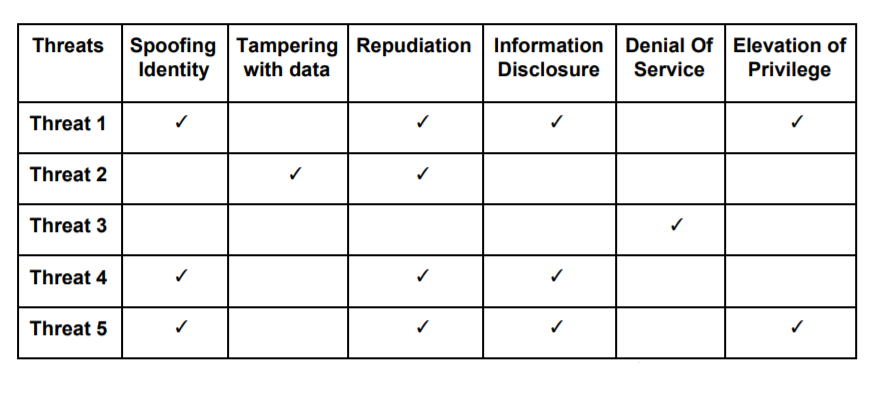 Threats Spoofing Identity Tampering with data Repudiation Information Disclosure Denial Of Service Elevation of Privilege
Threat 1 ✓ ✓ ✓ ✓
Threat 2 ✓ ✓
Threat 3 ✓
Threat 4 ✓ ✓ ✓
Threat 5 ✓ ✓ ✓ ✓